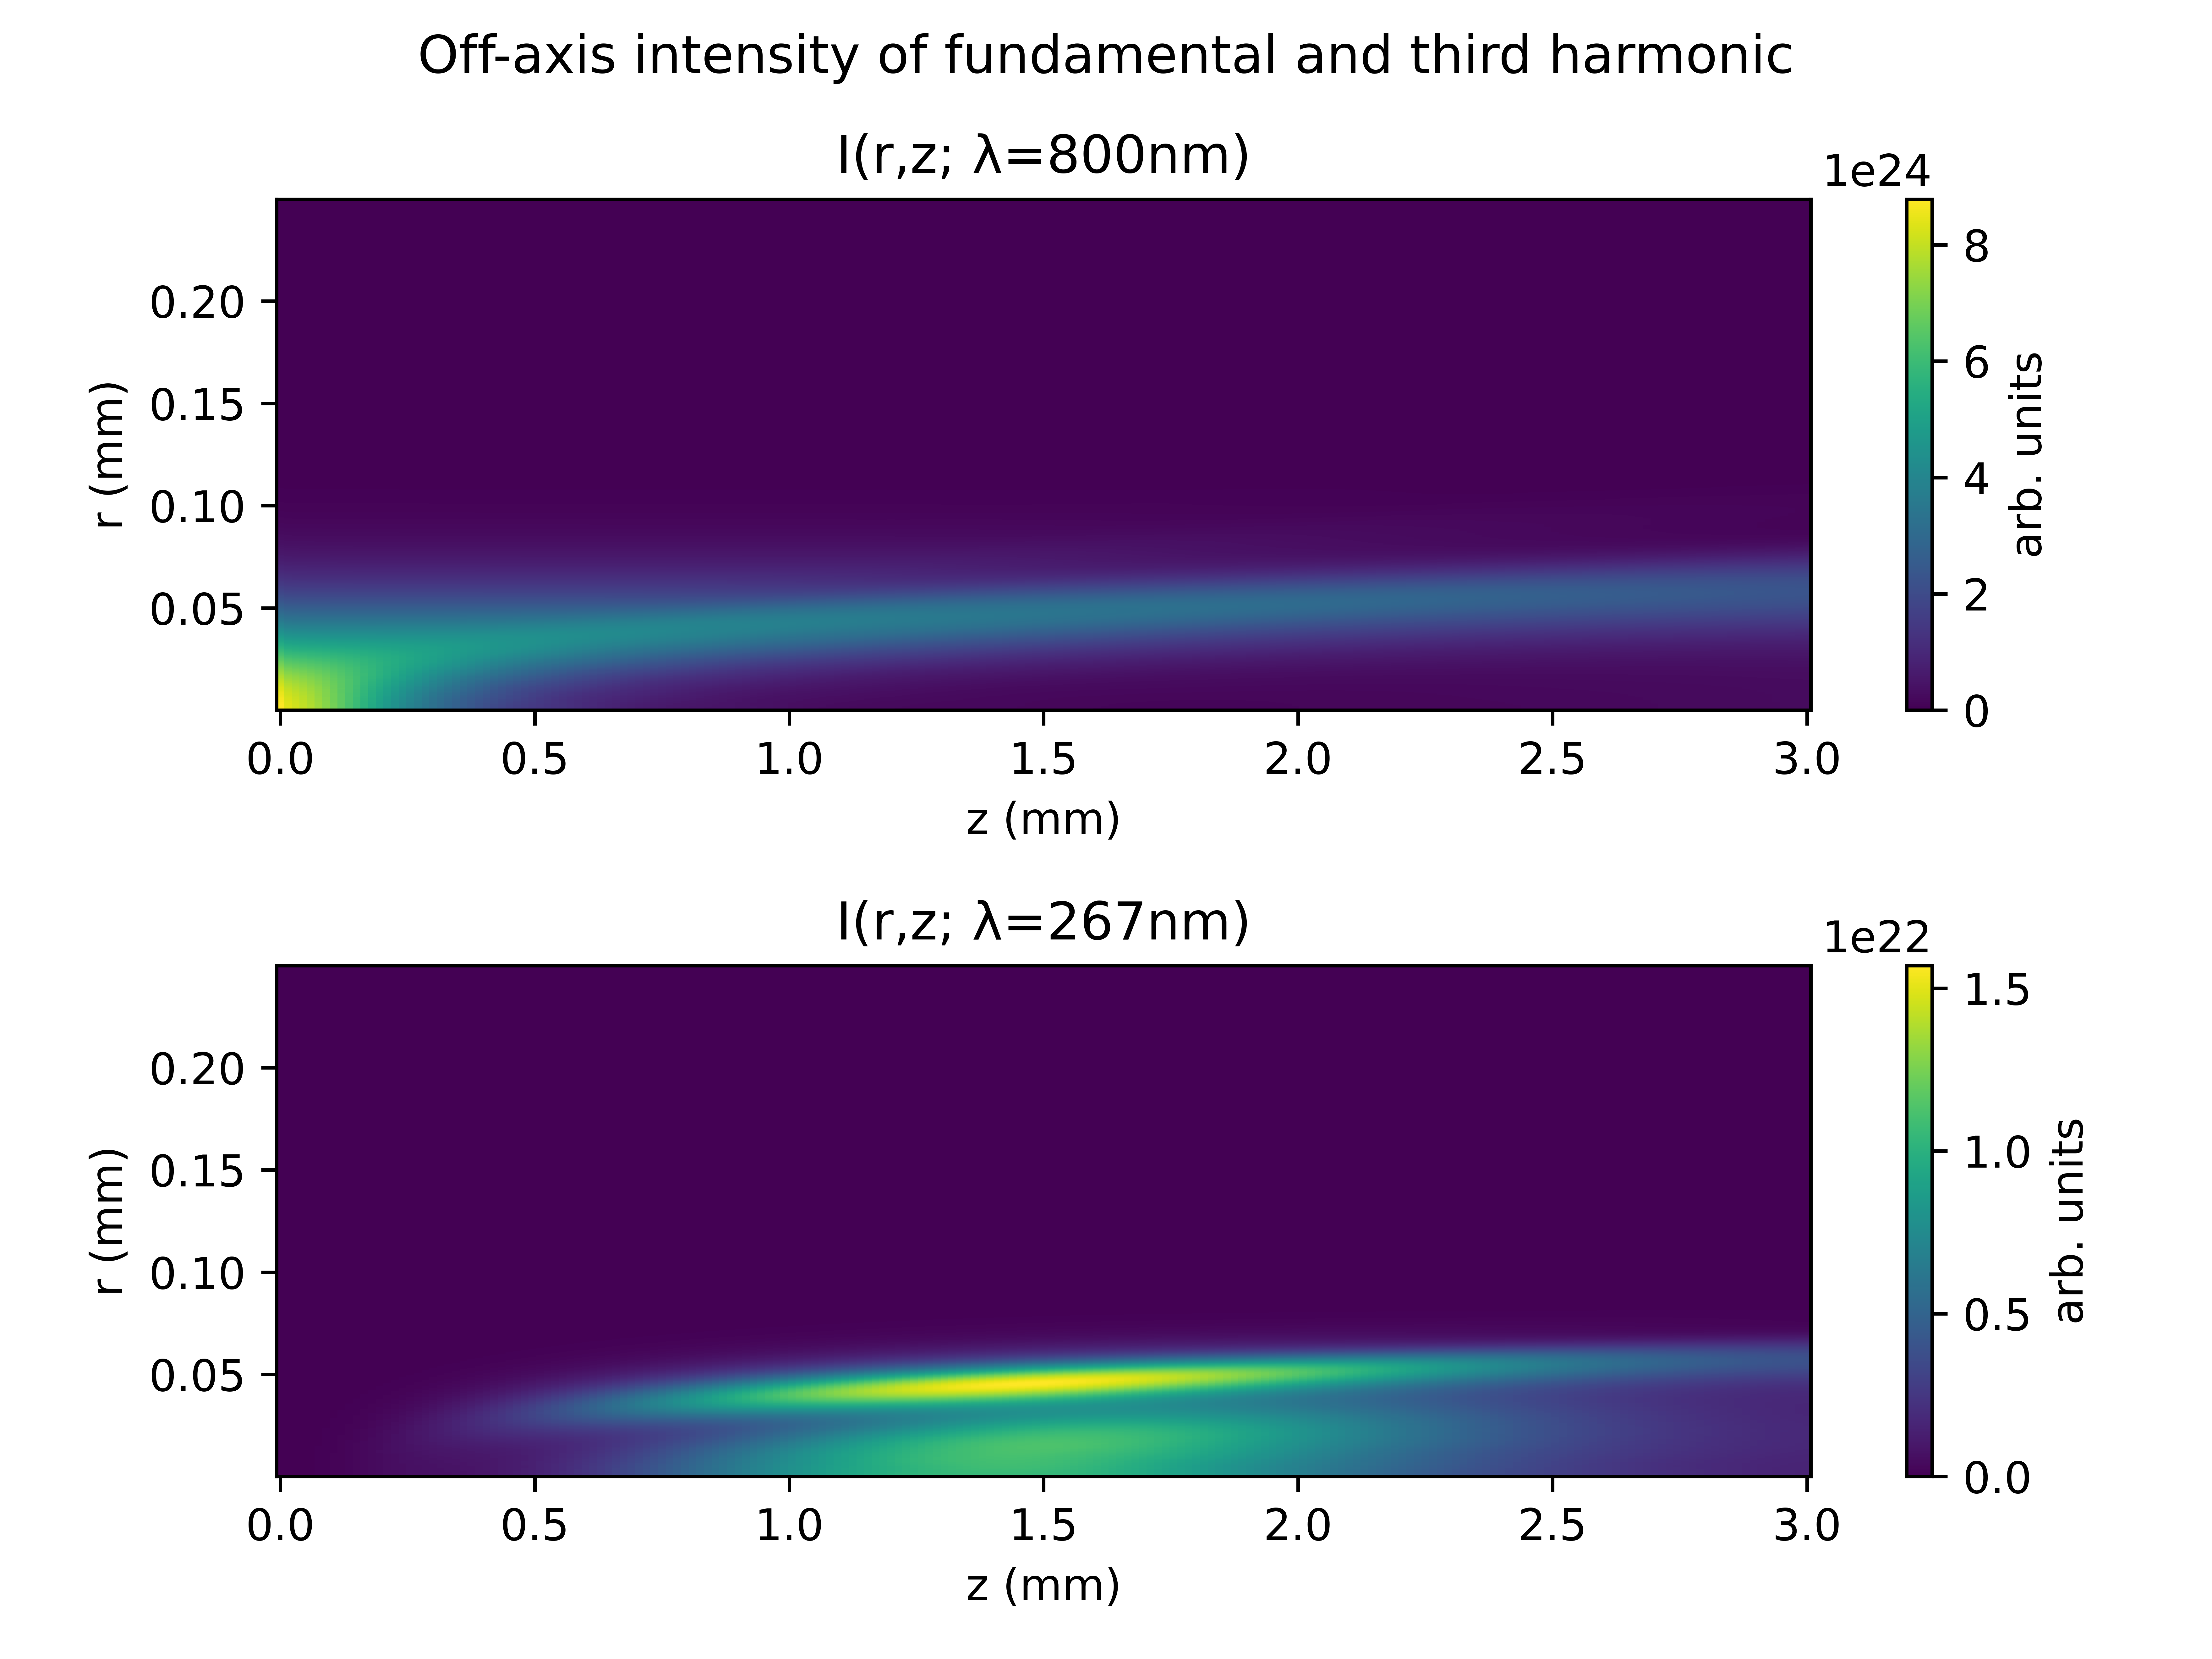 Off-axis intensity of fundamental and third harmonic
I(r,z; λ=800nm)
1e24
r (mm)
0.20
0.15
0.10
0.05
0.0 0.5 1.0 1.5 2.0 2.5 3.0
z (mm)
8
6
4
2
0
arb. units
I(r,z; λ=267nm)
1e22
r (mm)
0.20
0.15
0.10
0.05
0.0 0.5 1.0 1.5 2.0 2.5 3.0
z (mm)
1.5
1.0
0.5
0.0
arb. units